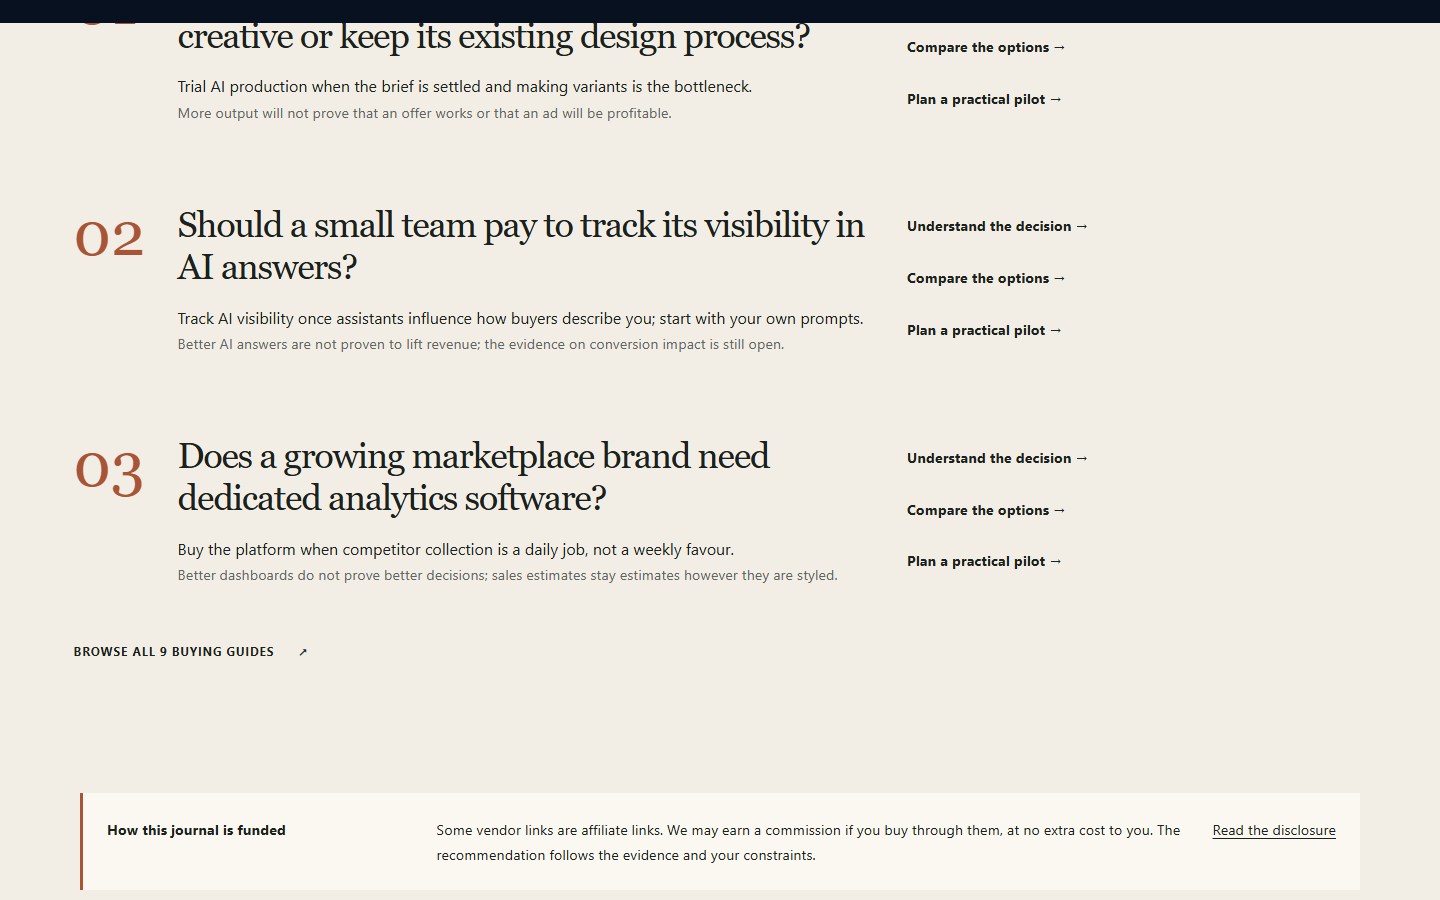 creative or keep its existing design process?
Trial AI production when the brief is settled and making variants is the bottleneck.
More output will not prove that an offer works or that an ad will be profitable.
Compare the options →
Plan a practical pilot →
02
Should a small team pay to track its visibility in
AI answers?
Track AI visibility once assistants influence how buyers describe you; start with your own prompts.
Better AI answers are not proven to lift revenue; the evidence on conversion impact is still open.
Understand the decision →
Compare the options →
Plan a practical pilot →
03
Does a growing marketplace brand need
dedicated analytics software?
Buy the platform when competitor collection is a daily job, not a weekly favour.
Better dashboards do not prove better decisions; sales estimates stay estimates however they are styled.
Understand the decision →
Compare the options →
Plan a practical pilot →
BROWSE ALL 9 BUYING GUIDES ↗
How this journal is funded
Some vendor links are affiliate links. We may earn a commission if you buy through them, at no extra cost to you. The
recommendation follows the evidence and your constraints.
Read the disclosure